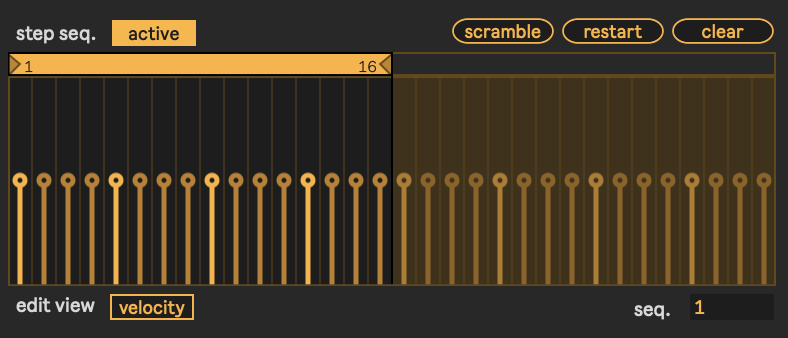 step seq. active scramble restart clear
1 16
edit view velocity seq. 1